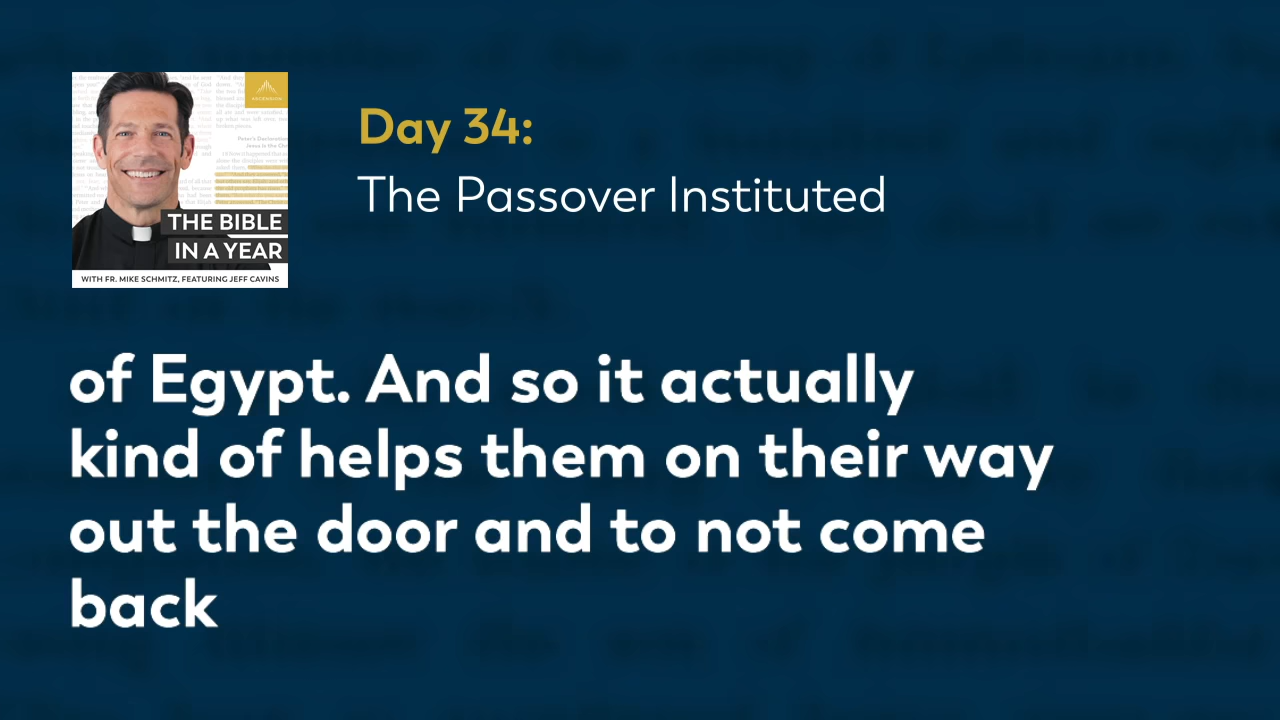 ASCENSION
THE BIBLE
IN A YEAR
WITH FR. MIKE SCHMITZ, FEATURING JEFF CAVINS
Day 34:
The Passover Instituted
of Egypt. And so it actually
kind of helps them on their way
out the door and to not come
back